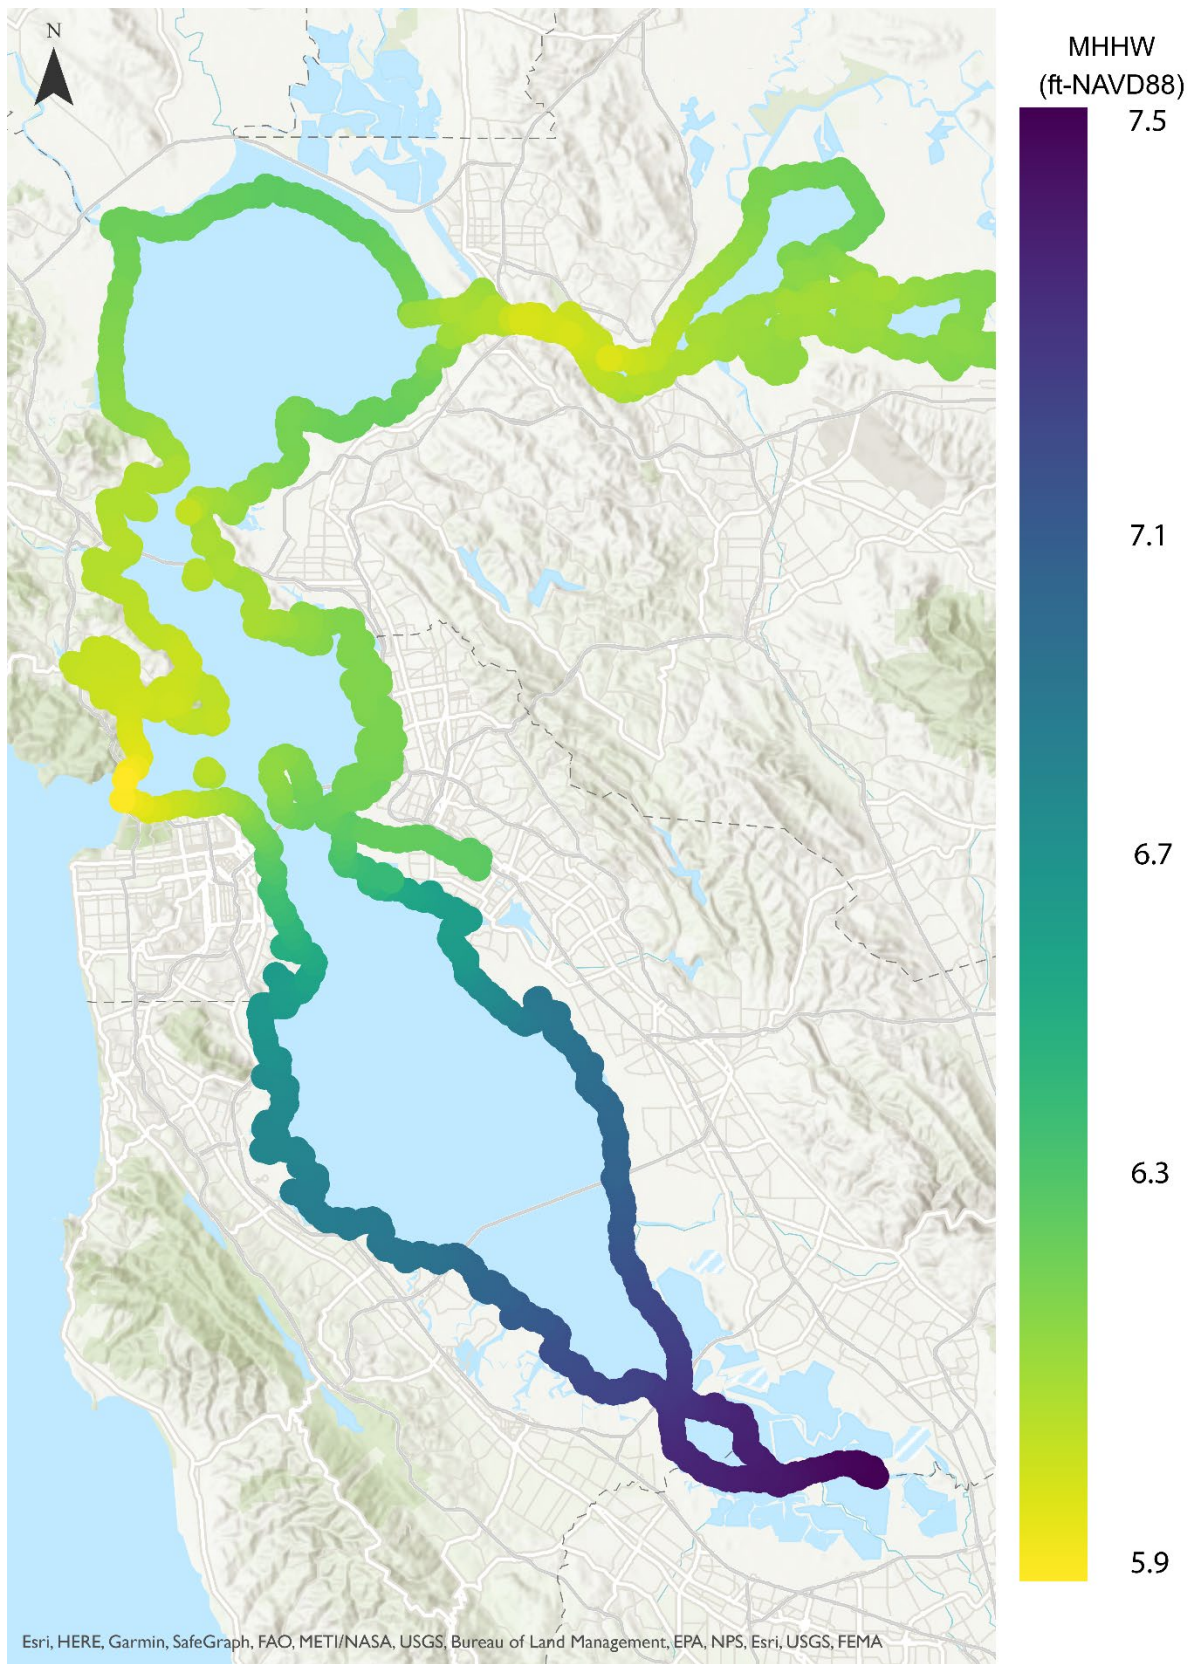 N
MHHW
(ft-NAVD88)
7.5
7.1
6.7
6.3
5.9
Esri, HERE, Garmin, SafeGraph, FAO, METI/NASA, USGS, Bureau of Land Management, EPA, NPS, Esri, USGS, FEMA